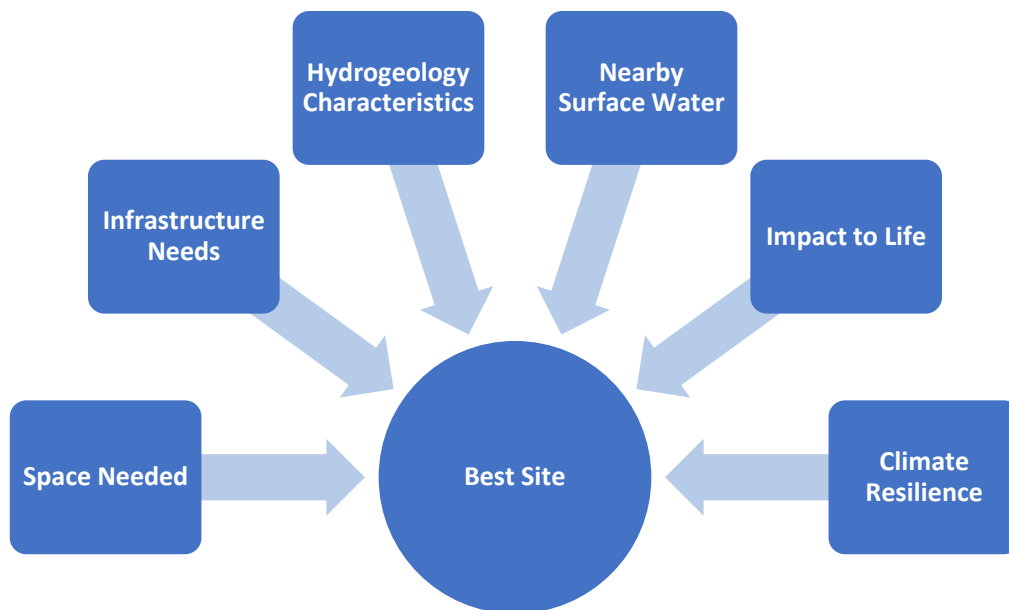 Hydrogeology
Characteristics
Nearby
Surface Water
Infrastructure
Needs
Impact to Life
Space Needed
Best Site
Climate
Resilience